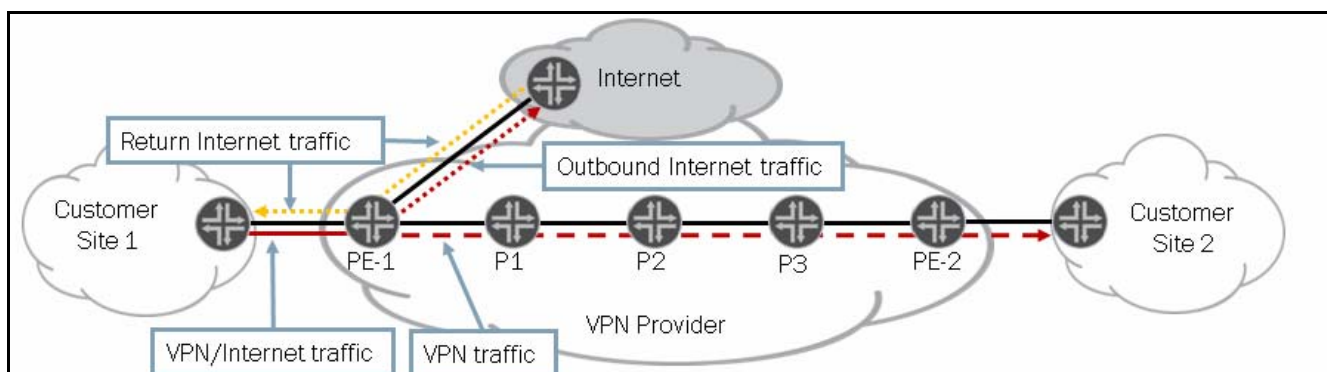 Internet
Return Internet traffic
Outbound Internet traffic
Customer
Site 1
Customer
Site 2
PE-1
P1
P2
P3
PE-2
VPN Provider
VPN/Internet traffic
VPN traffic